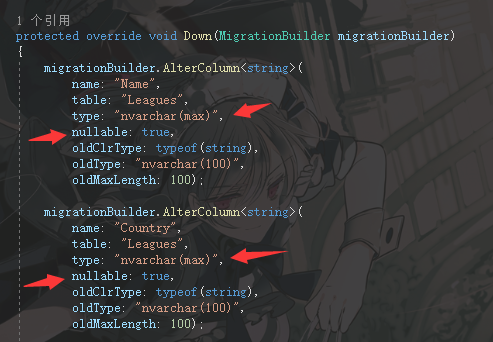 1 个引用
protected override void Down(MigrationBuilder migrationBuilder)
{
migrationBuilder.AlterColumn<string>(
name: "Name",
table: "Leagues",
type: "nvarchar(max)",
nullable: true,
oldClrType: typeof(string),
oldType: "nvarchar(100)",
oldMaxLength: 100);
migrationBuilder.AlterColumn<string>(
name: "Country",
table: "Leagues",
type: "nvarchar(max)",
nullable: true,
oldClrType: typeof(string),
oldType: "nvarchar(100)",
oldMaxLength: 100);